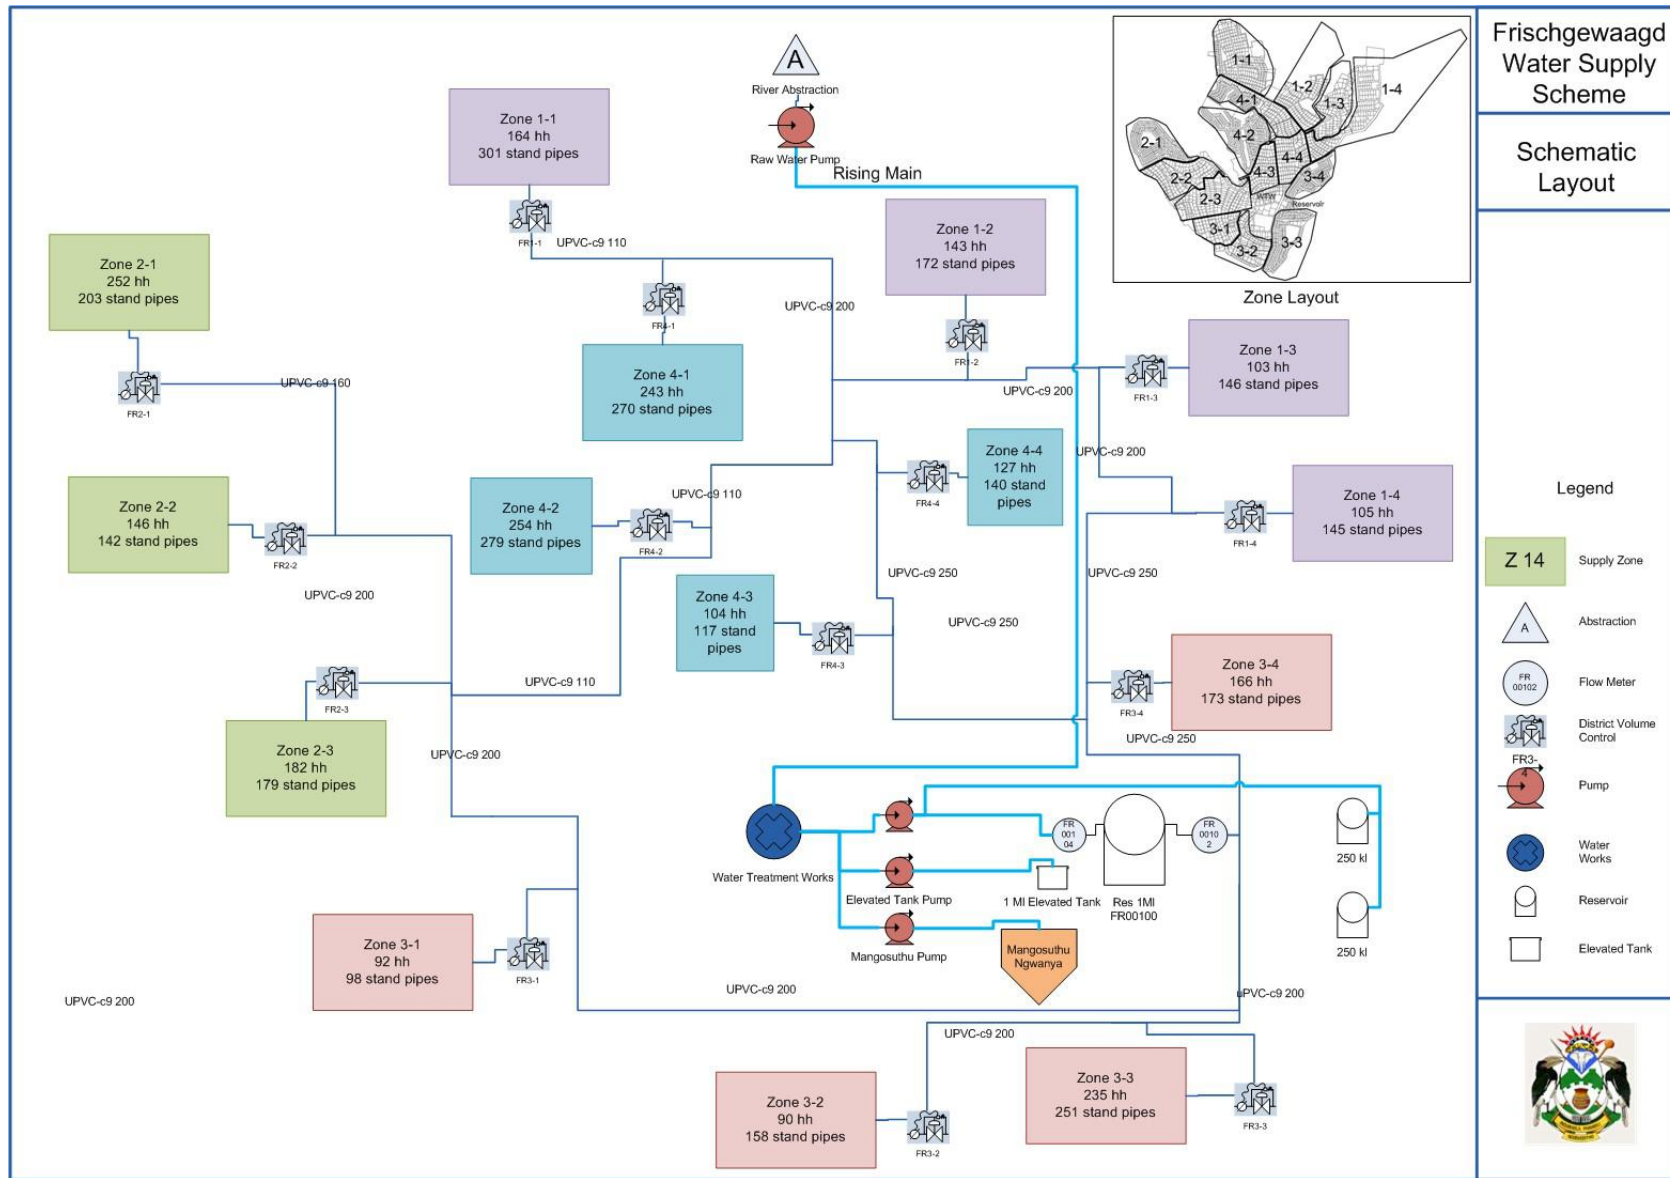 Frischgewaagd
Water Supply
Scheme
Schematic
Layout
A
River Abstraction
Raw Water Pump
Rising Main
Zone 1-1
164 hh
301 stand pipes
FR1-1
UPVC-c9 110
Zone 1-2
143 hh
172 stand pipes
FR1-2
1-1
1-2
1-3
1-4
4-1
4-2
4-4
4-3
3-4
2-1
2-2
2-3
WTW
Reservoir
3-1
3-2
3-3
Zone Layout
Zone 2-1
252 hh
203 stand pipes
FR2-1
UPVC-c9 160
FR4-1
Zone 4-1
243 hh
270 stand pipes
UPVC-c9 200
UPVC-c9 200
FR1-3
Zone 1-3
103 hh
146 stand pipes
UPVC-c9 200
Zone 2-2
146 hh
142 stand pipes
FR2-2
UPVC-c9 200
Zone 4-2
254 hh
279 stand pipes
FR4-2
UPVC-c9 110
FR4-4
Zone 4-4
127 hh
140 stand
pipes
FR1-4
Zone 1-4
105 hh
145 stand pipes
Zone 4-3
104 hh
117 stand
pipes
FR4-3
UPVC-c9 250
UPVC-c9 250
UPVC-c9 250
FR3-4
Zone 3-4
166 hh
173 stand pipes
UPVC-c9 250
FR2-3
Zone 2-3
182 hh
179 stand pipes
UPVC-c9 110
UPVC-c9 200
Water Treatment Works
Elevated Tank Pump
Mangosuthu Pump
FR
001
04
1 Ml Elevated Tank
Res 1Ml
FR00100
FR
0010
2
Mangosuthu
Ngwanya
250 kl
250 kl
Zone 3-1
92 hh
98 stand pipes
FR3-1
UPVC-c9 200
UPVC-c9 200
uPVC-c9 200
UPVC-c9 200
Zone 3-2
90 hh
158 stand pipes
FR3-2
Zone 3-3
235 hh
251 stand pipes
FR3-3
Legend
Z 14
Supply Zone
A
Abstraction
FR
00102
Flow Meter
District Volume
Control
FR3-
4
Pump
Water
Works
Reservoir
Elevated Tank